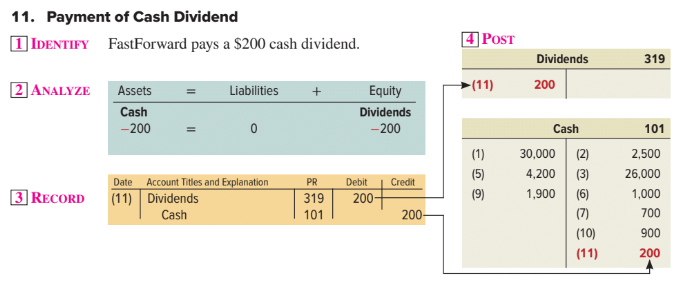 11. Payment of Cash Dividend
1 IDENTIFY FastForward pays a $200 cash dividend.
2 ANALYZE
Assets = Liabilities + Equity
Cash Dividends
−200 = 0 −200
3 RECORD
Date Account Titles and Explanation PR Debit Credit
(11) Dividends 319 200
Cash 101 200
4 POST
Dividends 319
(11) 200
Cash 101
(1) 30,000 (2) 2,500
(5) 4,200 (3) 26,000
(9) 1,900 (6) 1,000
(7) 700
(10) 900
(11) 200